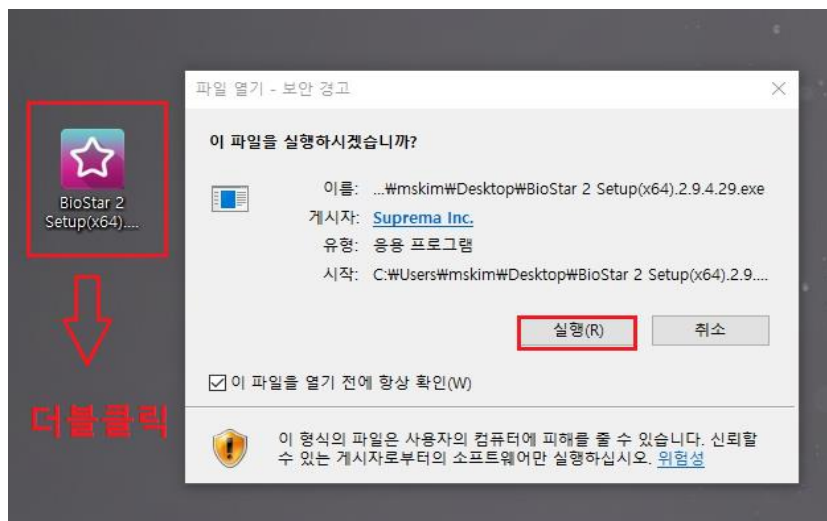 파일 열기 - 보안 경고
이 파일을 실행하시겠습니까?
이름: ...₩mskim₩Desktop₩BioStar 2 Setup(x64).2.9.4.29.exe
게시자: Suprema Inc.
유형: 응용 프로그램
시작: C:₩Users₩mskim₩Desktop₩BioStar 2 Setup(x64).2.9....
실행(R) 취소
이 파일을 열기 전에 항상 확인(W)
이 형식의 파일은 사용자의 컴퓨터에 피해를 줄 수 있습니다. 신뢰할
수 있는 게시자로부터의 소프트웨어만 실행하십시오. 위험성
BioStar 2
Setup(x64)....
더블클릭